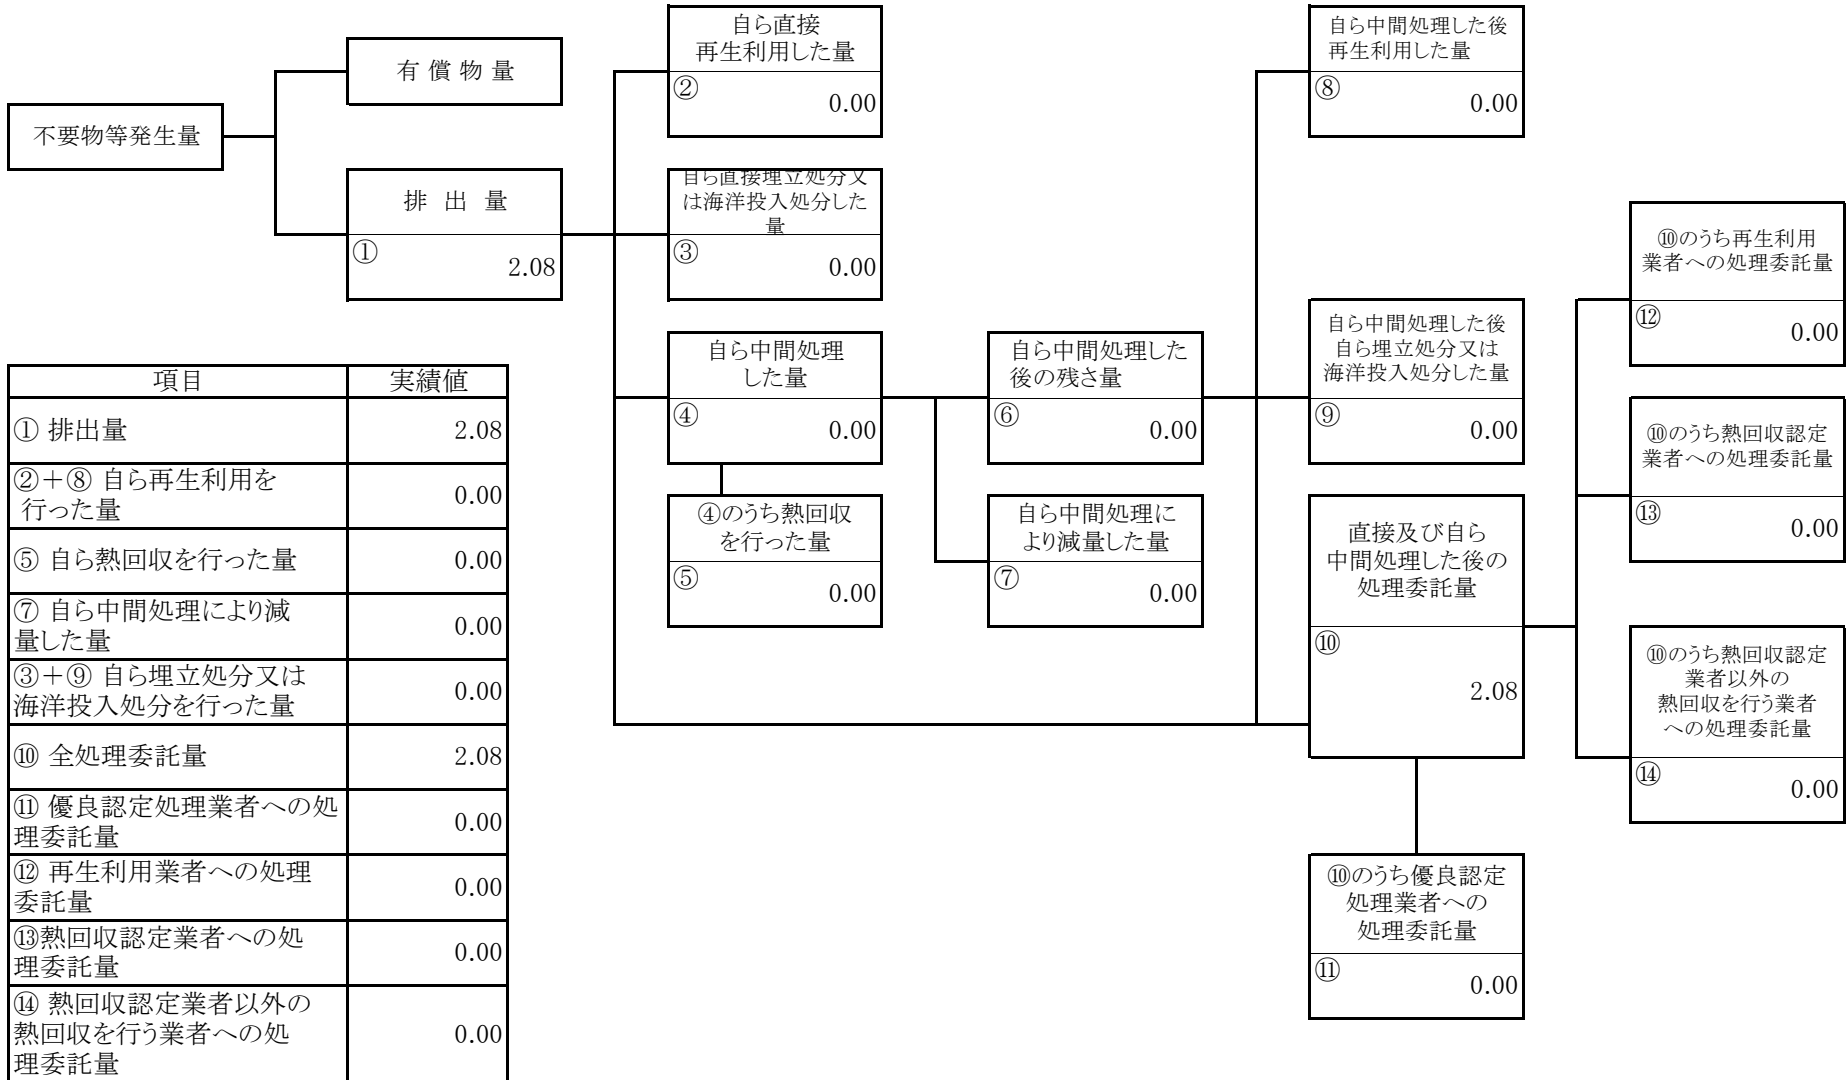 不要物等発生量
有 償 物 量
排 出 量
①
2.08
自ら直接
再生利用した量
②
0.00
自ら直接埋立処分又
は海洋投入処分した
量
③
0.00
自ら中間処理
した量
④
0.00
④のうち熱回収
を行った量
⑤
0.00
自ら中間処理した
後の残さ量
⑥
0.00
自ら中間処理に
より減量した量
⑦
0.00
自ら中間処理した後
再生利用した量
⑧
0.00
自ら中間処理した後
自ら埋立処分又は
海洋投入処分した量
⑨
0.00
直接及び自ら
中間処理した後の
処理委託量
⑩
2.08
⑩のうち優良認定
処理業者への
処理委託量
⑪
0.00
⑩のうち再生利用
業者への処理委託量
⑫
0.00
⑩のうち熱回収認定
業者への処理委託量
⑬
0.00
⑩のうち熱回収認定
業者以外の
熱回収を行う業者
への処理委託量
⑭
0.00
項目 実績値
① 排出量 2.08
②＋⑧ 自ら再生利用を
行った量
0.00
⑤ 自ら熱回収を行った量 0.00
⑦ 自ら中間処理により減
量した量
0.00
③＋⑨ 自ら埋立処分又は
海洋投入処分を行った量
0.00
⑩ 全処理委託量 2.08
⑪ 優良認定処理業者への処
理委託量
0.00
⑫ 再生利用業者への処理
委託量
0.00
⑬熱回収認定業者への処
理委託量
0.00
⑭ 熱回収認定業者以外の
熱回収を行う業者への処
理委託量
0.00